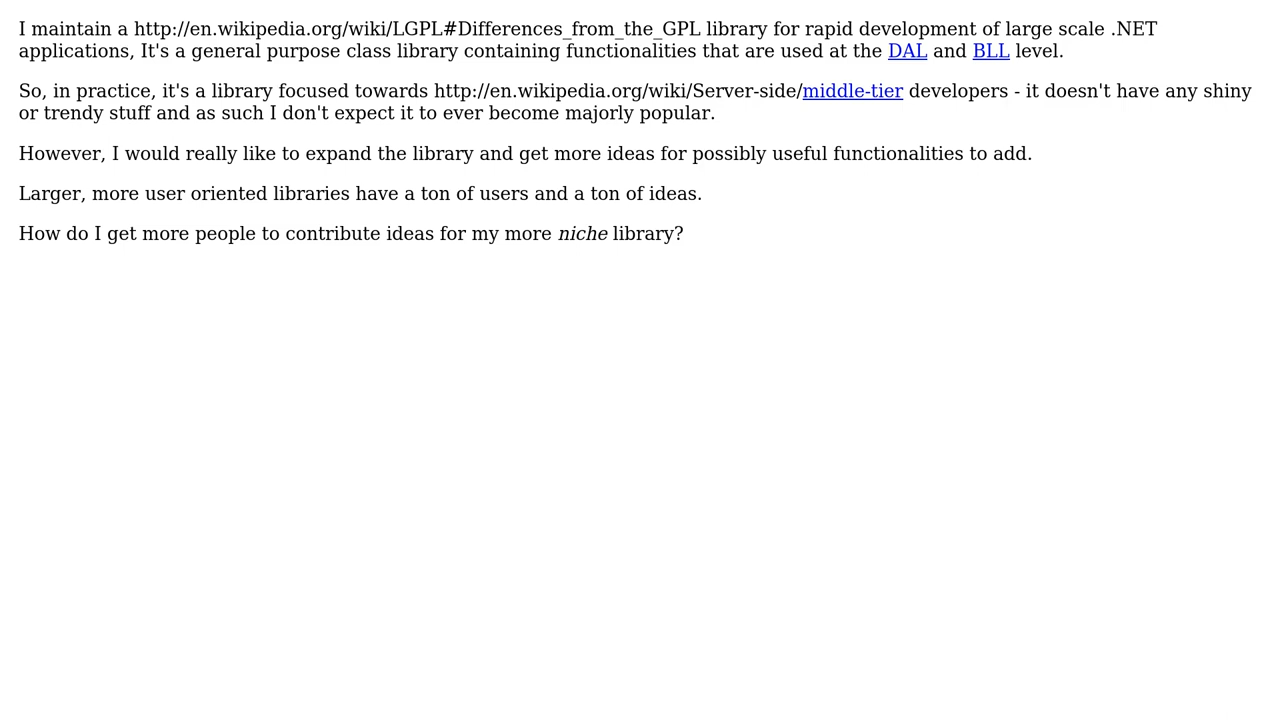 I maintain a http://en.wikipedia.org/wiki/LGPL#Differences_from_the_GPL library for rapid development of large scale .NET
applications, It's a general purpose class library containing functionalities that are used at the DAL and BLL level.
So, in practice, it's a library focused towards http://en.wikipedia.org/wiki/Server-side/middle-tier developers - it doesn't have any shiny
or trendy stuff and as such I don't expect it to ever become majorly popular.
However, I would really like to expand the library and get more ideas for possibly useful functionalities to add.
Larger, more user oriented libraries have a ton of users and a ton of ideas.
How do I get more people to contribute ideas for my more niche library?